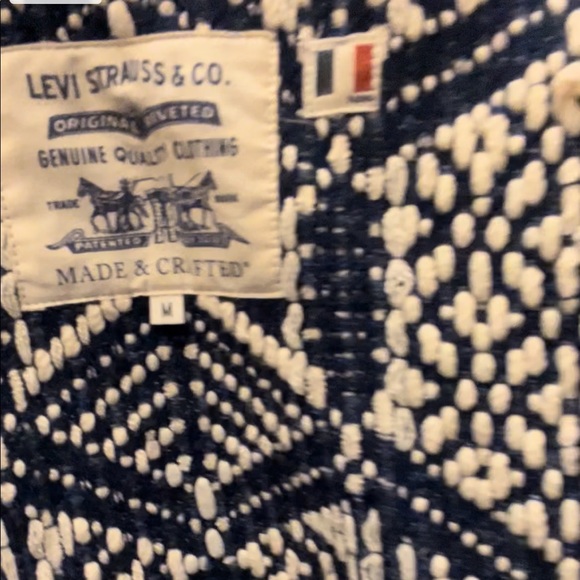 LEVI STRAUSS & CO.
ORIGINAL RIVETED
GENUINE QUALITY CLOTHING
TRADE MARK
PATENTED
MADE & CRAFTED®
M